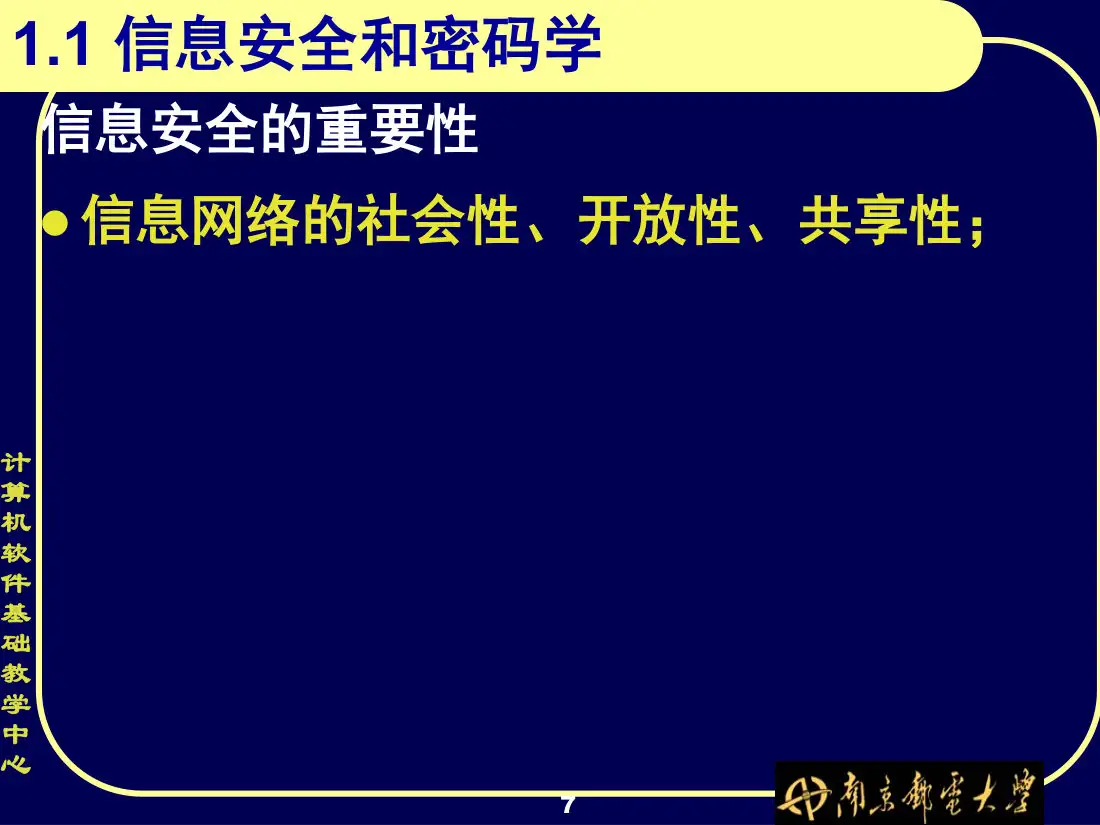 1.1 信息安全和密码学
信息安全的重要性
● 信息网络的社会性、开放性、共享性；
计算机软件基础教学中心
7
南京郵電大學